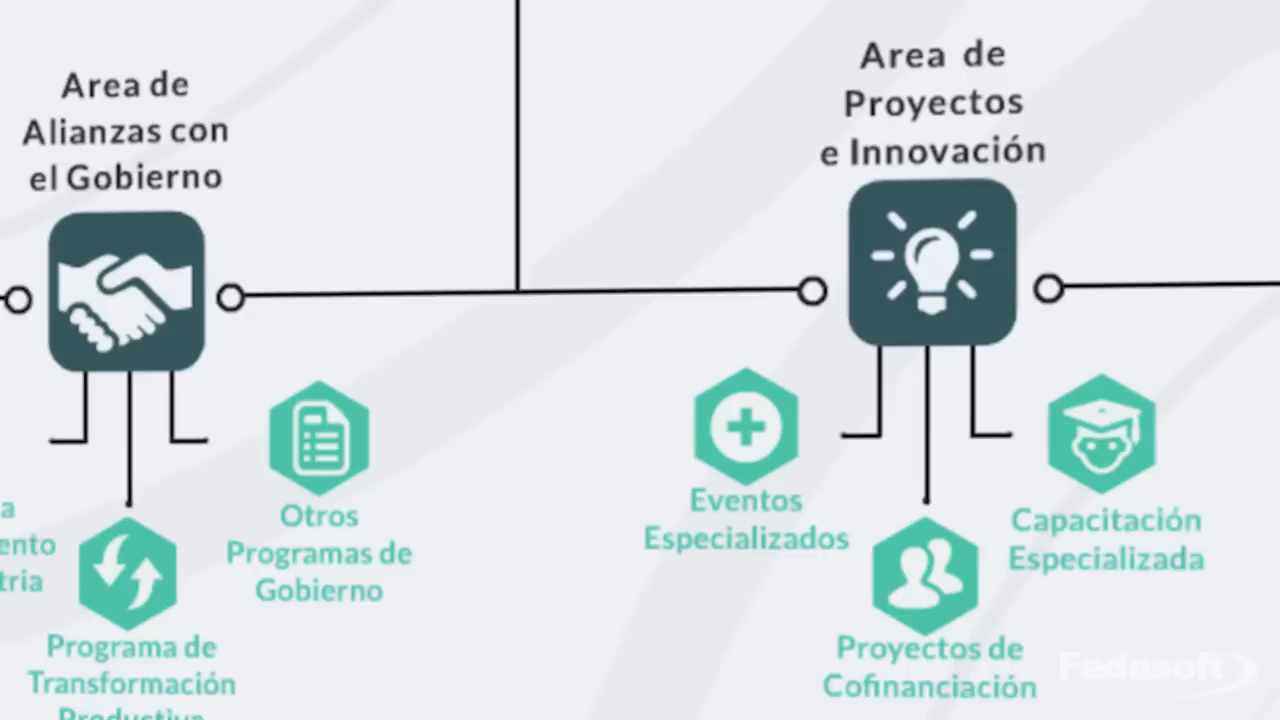 Area de
Alianzas con
el Gobierno
Area de
Proyectos
e Innovación
Otros
Programas de
Gobierno
Programa de
Transformación
Productiva
Eventos
Especializados
Proyectos de
Cofinanciación
Capacitación
Especializada
Fedesoft